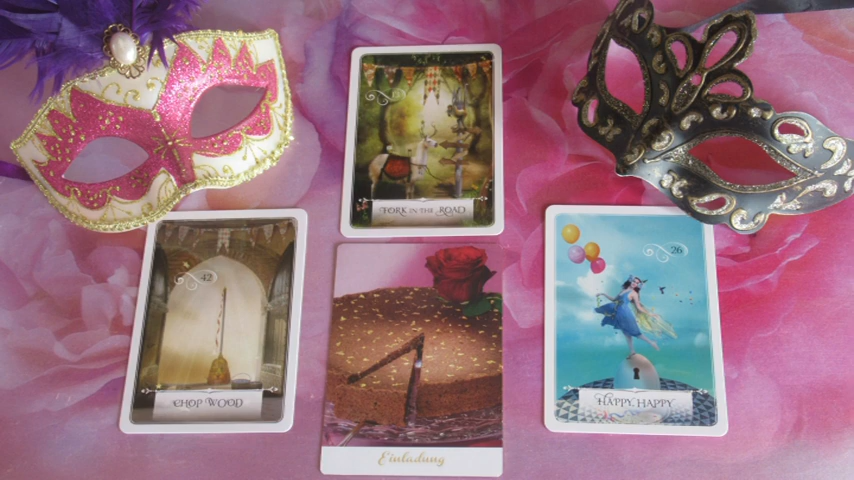 FORK IN THE ROAD
42
CHOP WOOD
26
HAPPY, HAPPY
Einladung